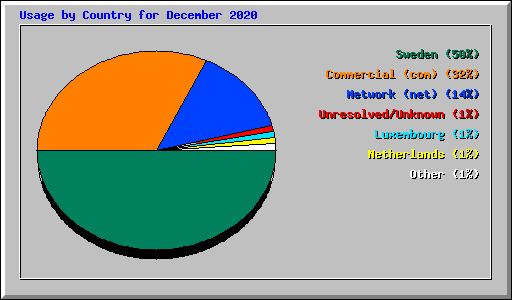 Usage by Country for December 2020
Sweden (50%)
Commercial (com) (32%)
Network (net) (14%)
Unresolved/Unknown (1%)
Luxembourg (1%)
Netherlands (1%)
Other (1%)